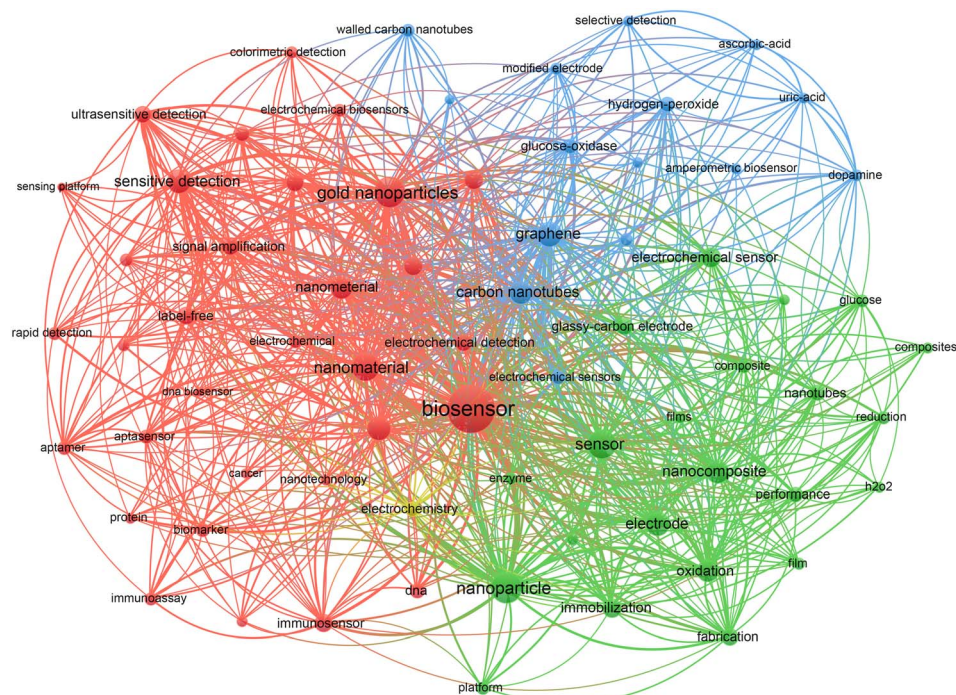 selective detection
walled carbon nanotubes
ascorbic-acid
colorimetric detection
modified electrode
uric-acid
hydrogen-peroxide
electrochemical biosensors
ultrasensitive detection
glucose-oxidase
amperometric biosensor
dopamine
sensitive detection
sensing platform
gold nanoparticles
graphene
signal amplification
electrochemical sensor
nanometerial
carbon nanotubes
glucose
label-free
glassy-carbon electrode
rapid detection
electrochemical
electrochemical detection
composites
nanomaterial
composite
electrochemical sensors
dna biosensor
nanotubes
biosensor
films
reduction
aptamer
aptasensor
sensor
cancer
nanotechnology
enzyme
nanocomposite
h2o2
performance
electrochemistry
protein
biomarker
electrode
film
oxidation
nanoparticle
dna
immunoassay
immobilization
immunosensor
fabrication
platform